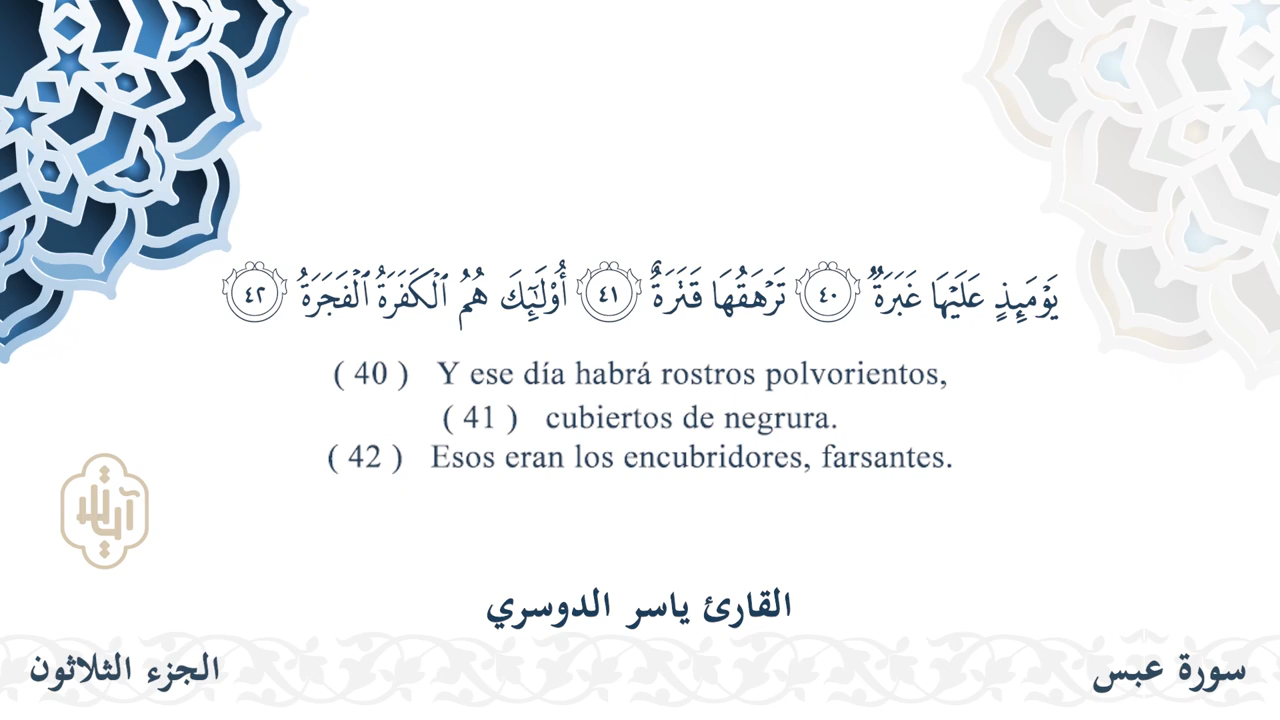 يَوْمَئِذٍ عَلَيْهَا غَبَرَةٌ ٤٠ تَرْهَقُهَا قَتَرَةٌ ٤١ أُوْلَـٰٓئِكَ هُمُ ٱلْكَفَرَةُ ٱلْفَجَرَةُ ٤٢
( 40 ) Y ese día habrá rostros polvorientos,
( 41 ) cubiertos de negrura.
( 42 ) Esos eran los encubridores, farsantes.
القارئ ياسر الدوسري
سورة عبس
الجزء الثلاثون